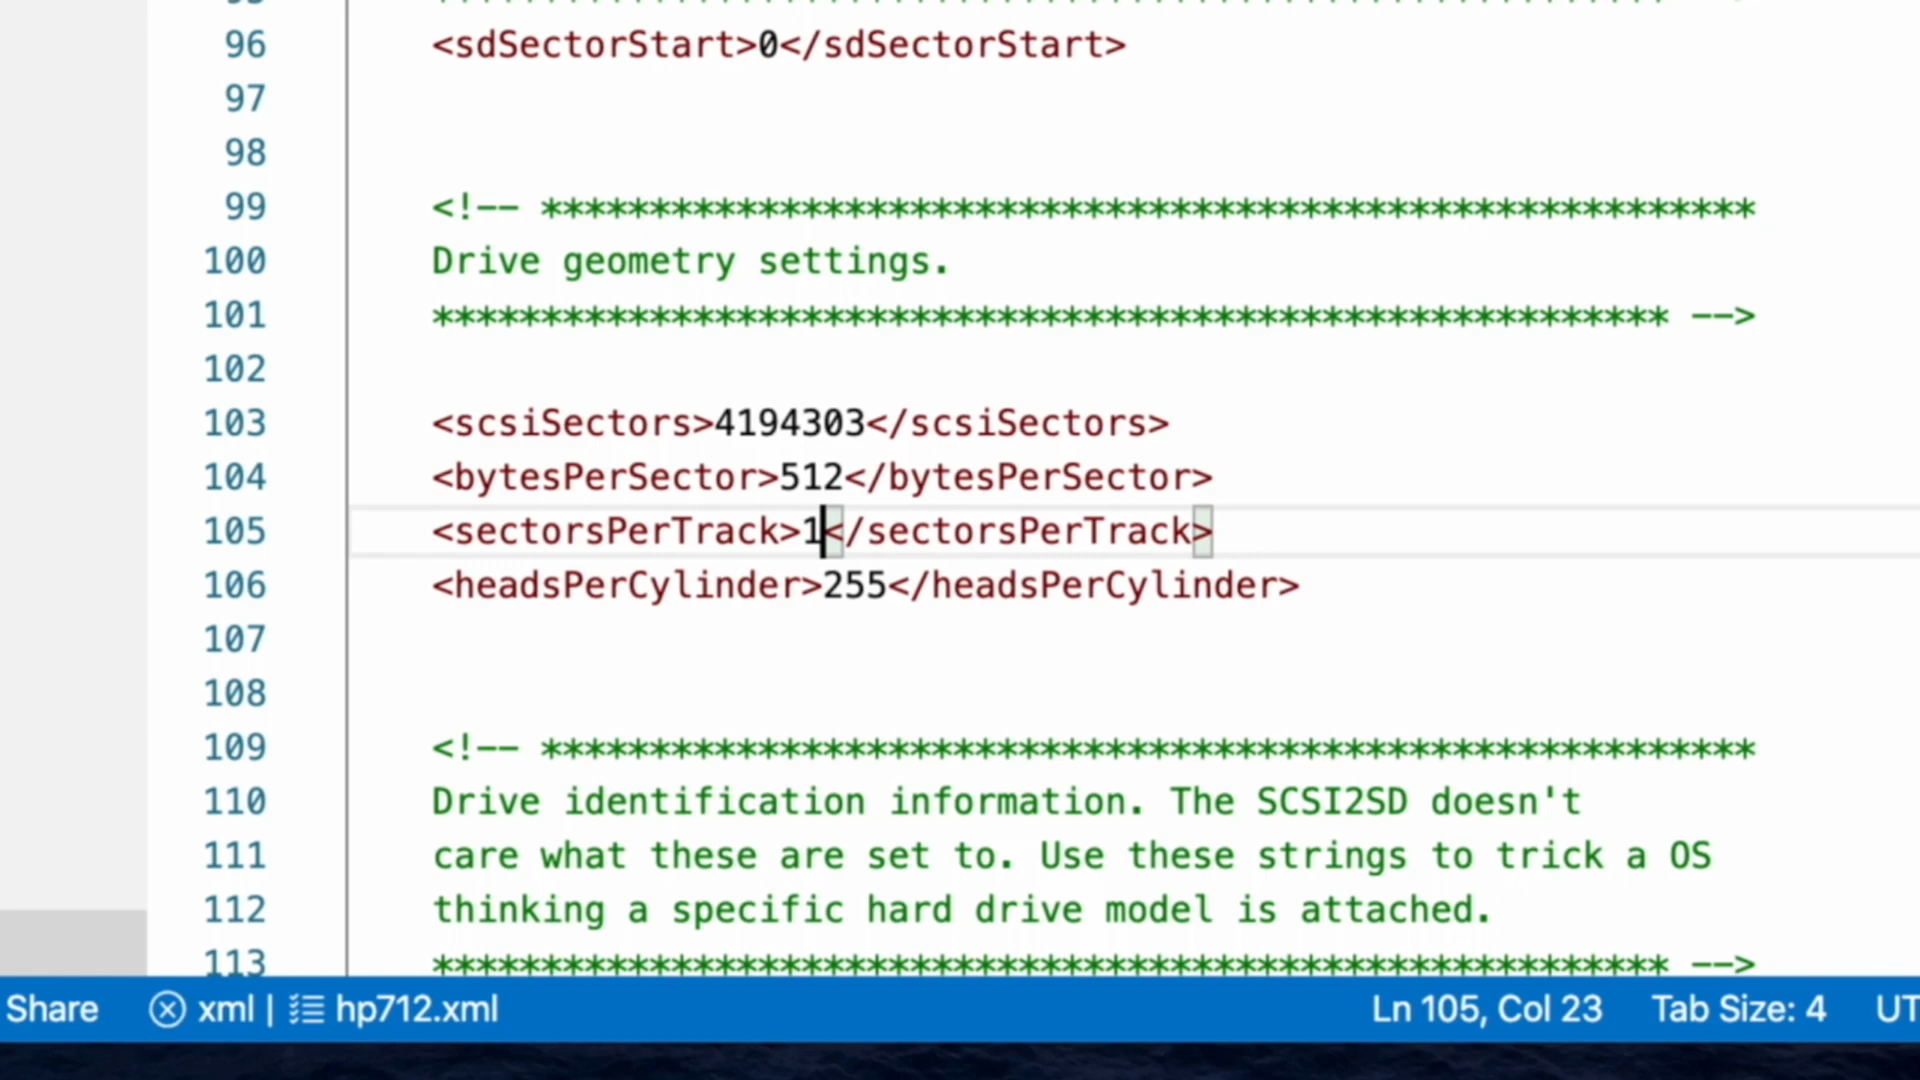 96 <sdSectorStart>0</sdSectorStart>
97
98
99 <!-- ********************************************************
100 Drive geometry settings.
101 ********************************************************* -->
102
103 <scsiSectors>4194303</scsiSectors>
104 <bytesPerSector>512</bytesPerSector>
105 <sectorsPerTrack>1</sectorsPerTrack>
106 <headsPerCylinder>255</headsPerCylinder>
107
108
109 <!-- ********************************************************
110 Drive identification information. The SCSI2SD doesn't
111 care what these are set to. Use these strings to trick a OS
112 thinking a specific hard drive model is attached.
113 ********************************************************* -->
Share xml | hp712.xml Ln 105, Col 23 Tab Size: 4 UT